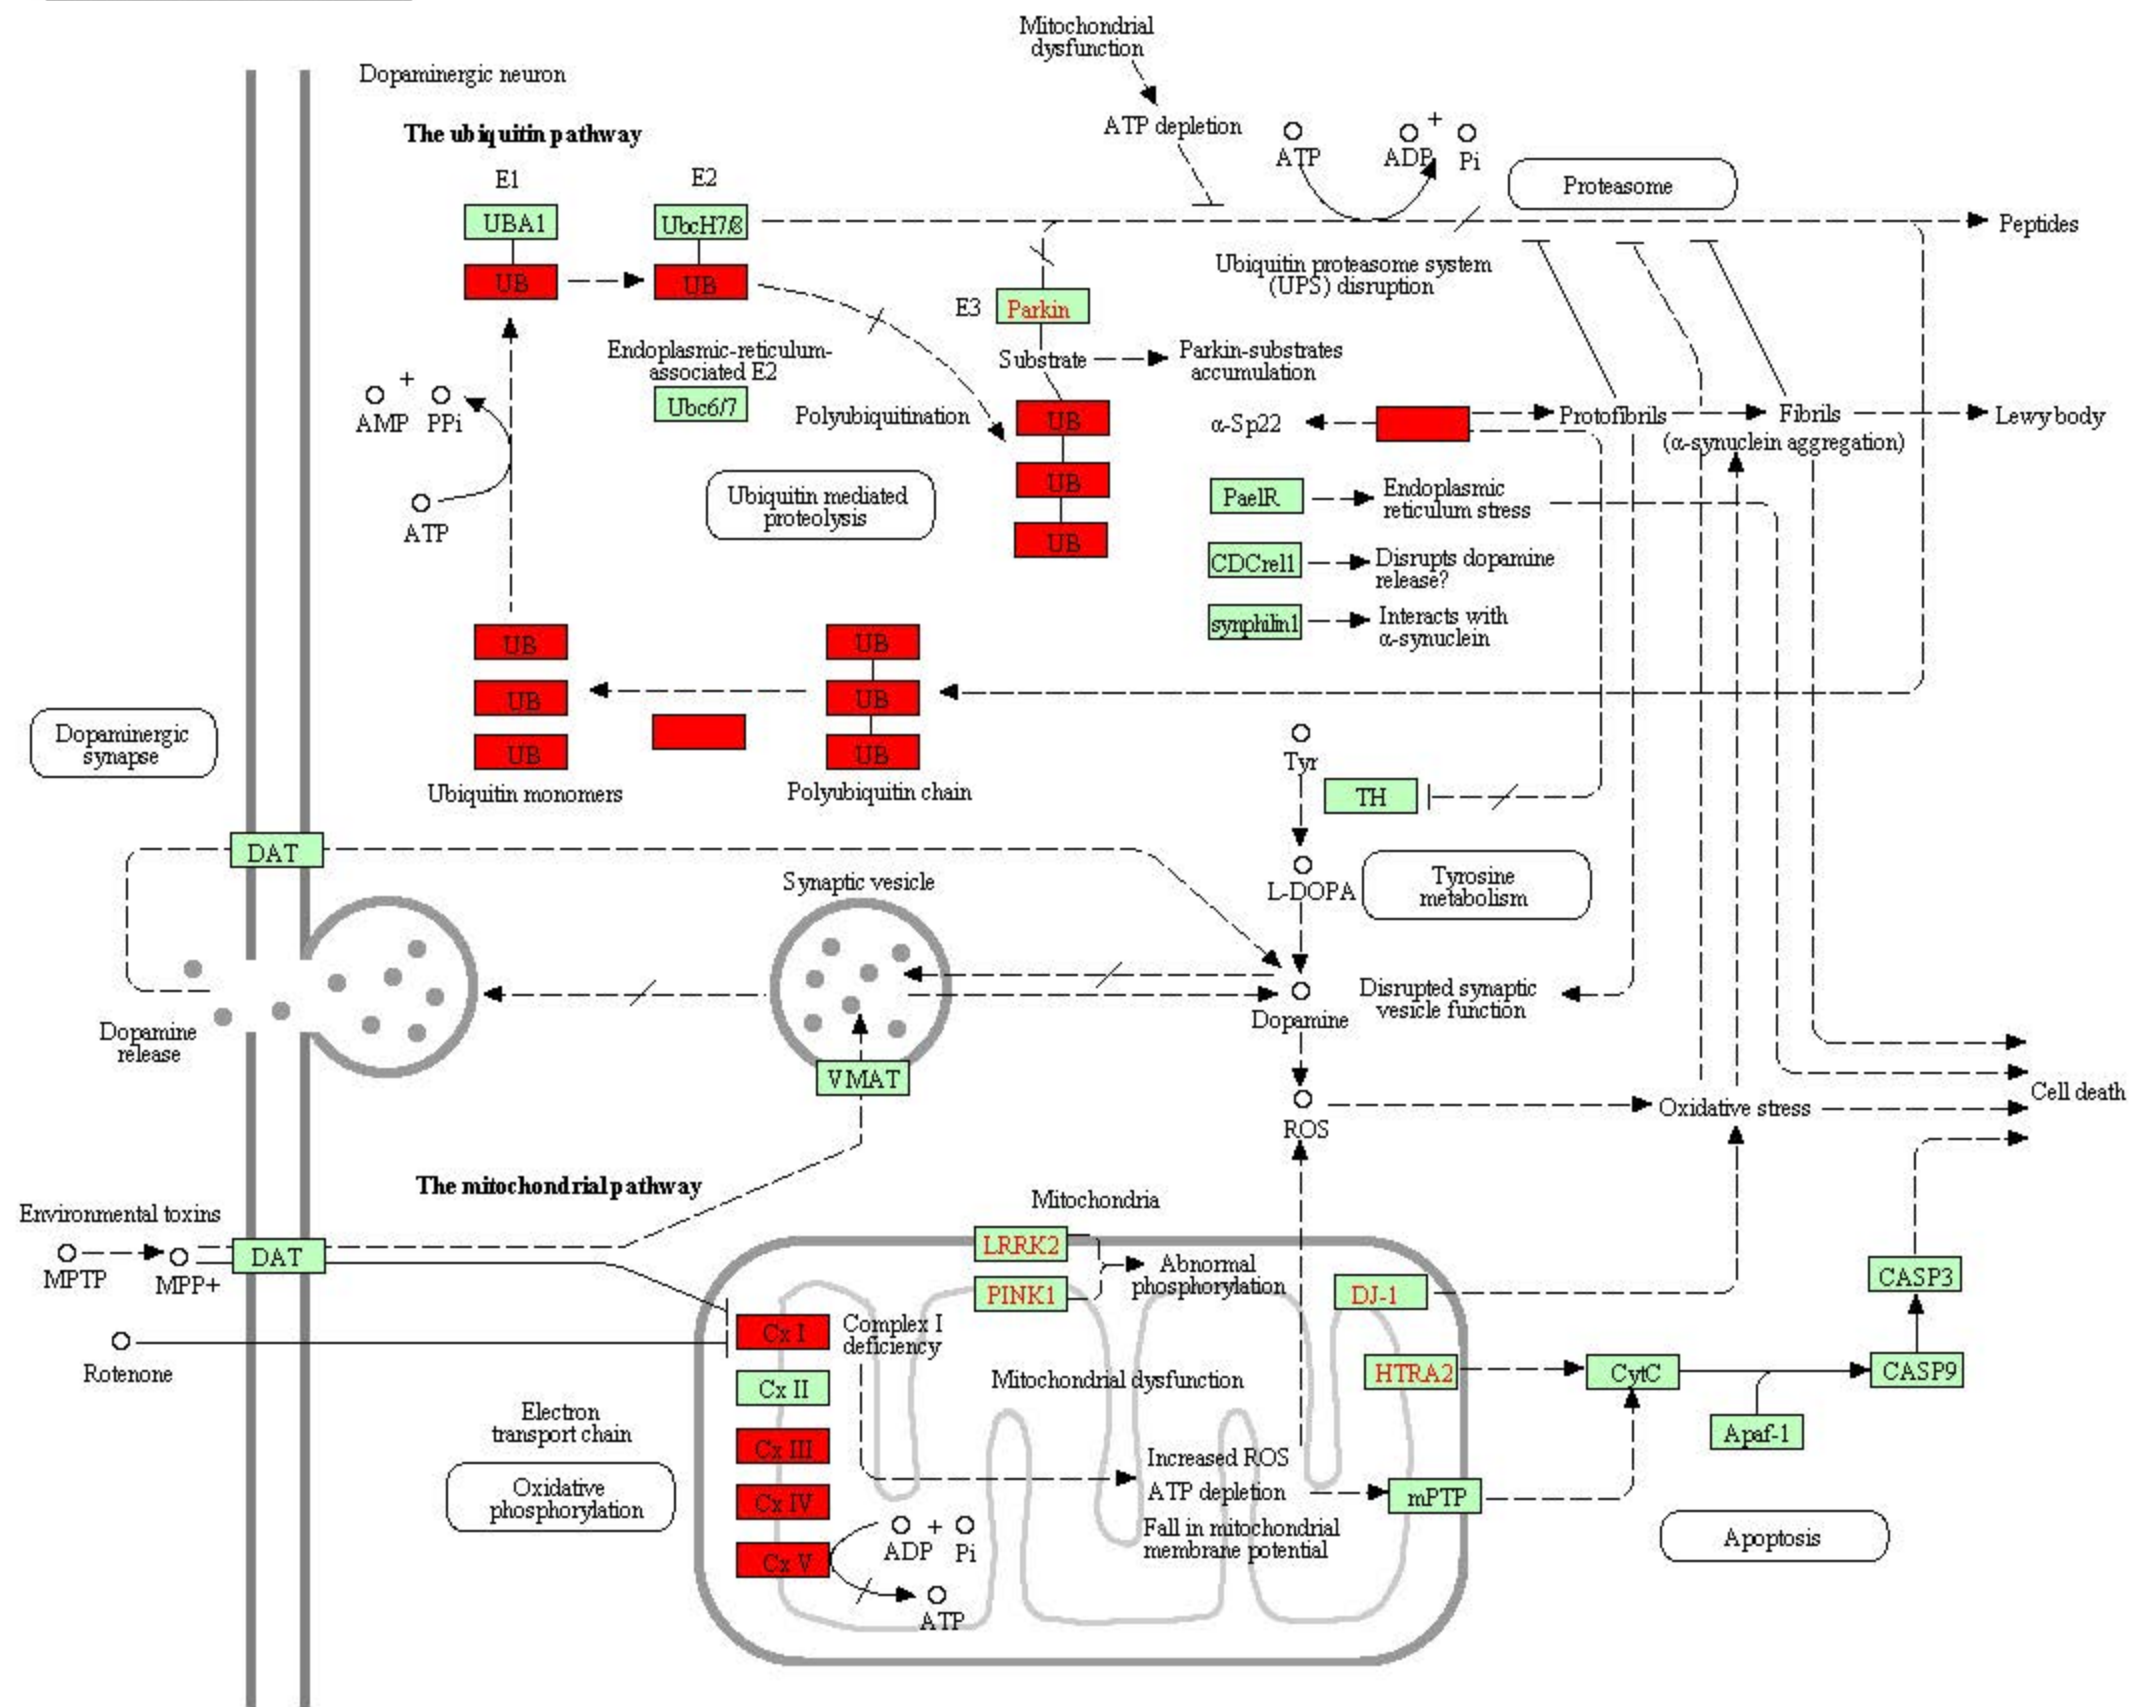 Mitochondrial
dysfunction
Dopaminergic neuron
The ubiquitin pathway
ATP depletion
ATP
ADP
+
Pi
Proteasome
E1
E2
UBA1
UbcH7/8
Peptides
UB
UB
Ubiquitin proteasome system
(UPS) disruption
E3
Parkin
Endoplasmic-reticulum-
associated E2
Ubc6/7
Substrate
Parkin-substrates
accumulation
+
AMP
PPi
ATP
Polyubiquitination
UB
UB
UB
α-Sp22
Protofibrils
Fibrils
Lewy body
(α-synuclein aggregation)
Ubiquitin mediated
proteolysis
PaelR
Endoplasmic
reticulum stress
CDCrel1
Disrupts dopamine
release?
synphilin1
Interacts with
α-synuclein
UB
UB
UB
Ubiquitin monomers
UB
UB
UB
Polyubiquitin chain
Dopaminergic
synapse
Tyr
TH
DAT
Synaptic vesicle
L-DOPA
Tyrosine
metabolism
Dopamine
release
Dopamine
Disrupted synaptic
vesicle function
VMAT
ROS
Oxidative stress
Cell death
The mitochondrial pathway
Environmental toxins
MPTP
MPP+
DAT
Mitochondria
LRRK2
PINK1
Abnormal
phosphorylation
DJ-1
CASP3
Rotenone
Cx I
Complex I
deficiency
Cx II
Mitochondrial dysfunction
HTRA2
CytC
CASP9
Apaf-1
Electron
transport chain
Cx III
Oxidative
phosphorylation
Cx IV
Increased ROS
ATP depletion
Fall in mitochondrial
membrane potential
mPTP
Cx V
+
ADP
Pi
ATP
Apoptosis